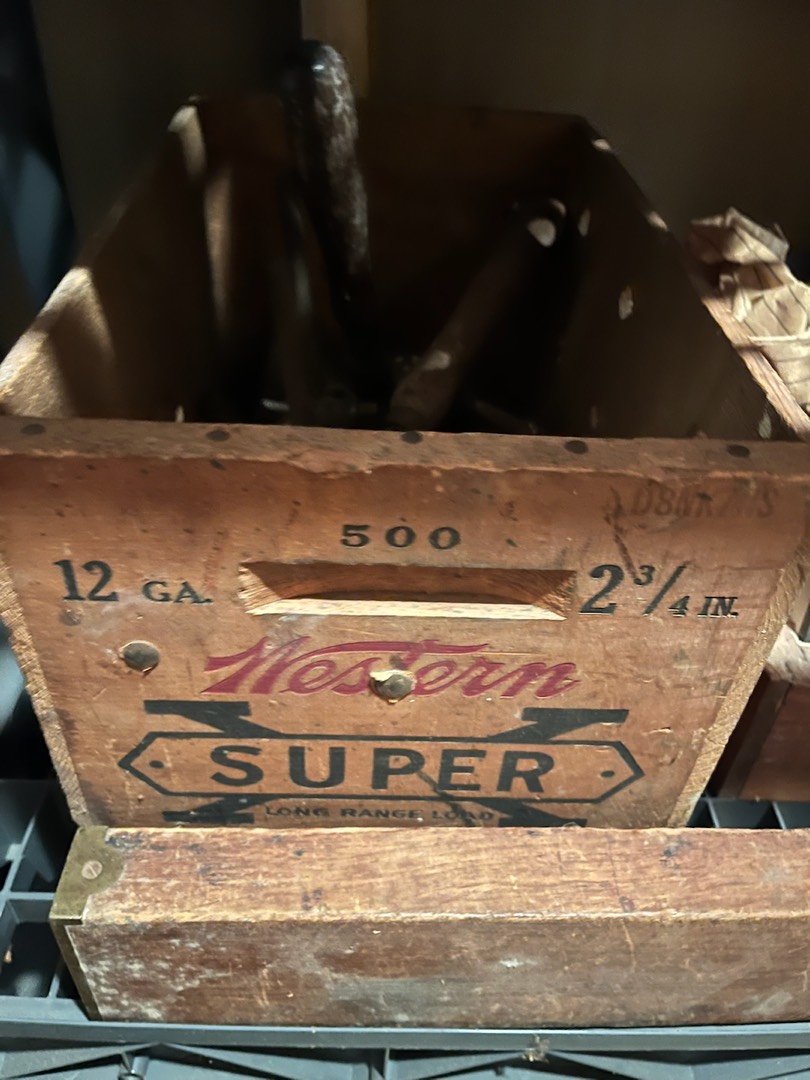 500
12 GA. 2 3/4 IN.
Western
SUPER X
LONG RANGE LOAD